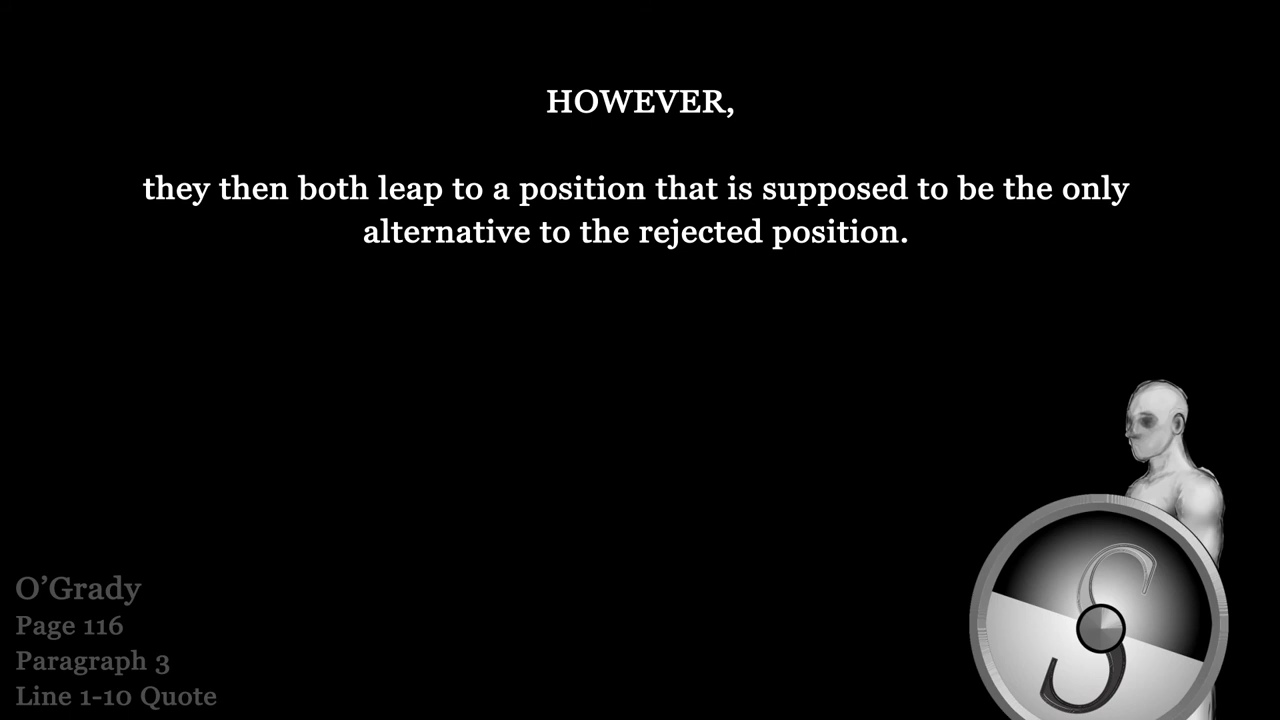 HOWEVER,
they then both leap to a position that is supposed to be the only
alternative to the rejected position.
O’Grady
Page 116
Paragraph 3
Line 1-10 Quote
S